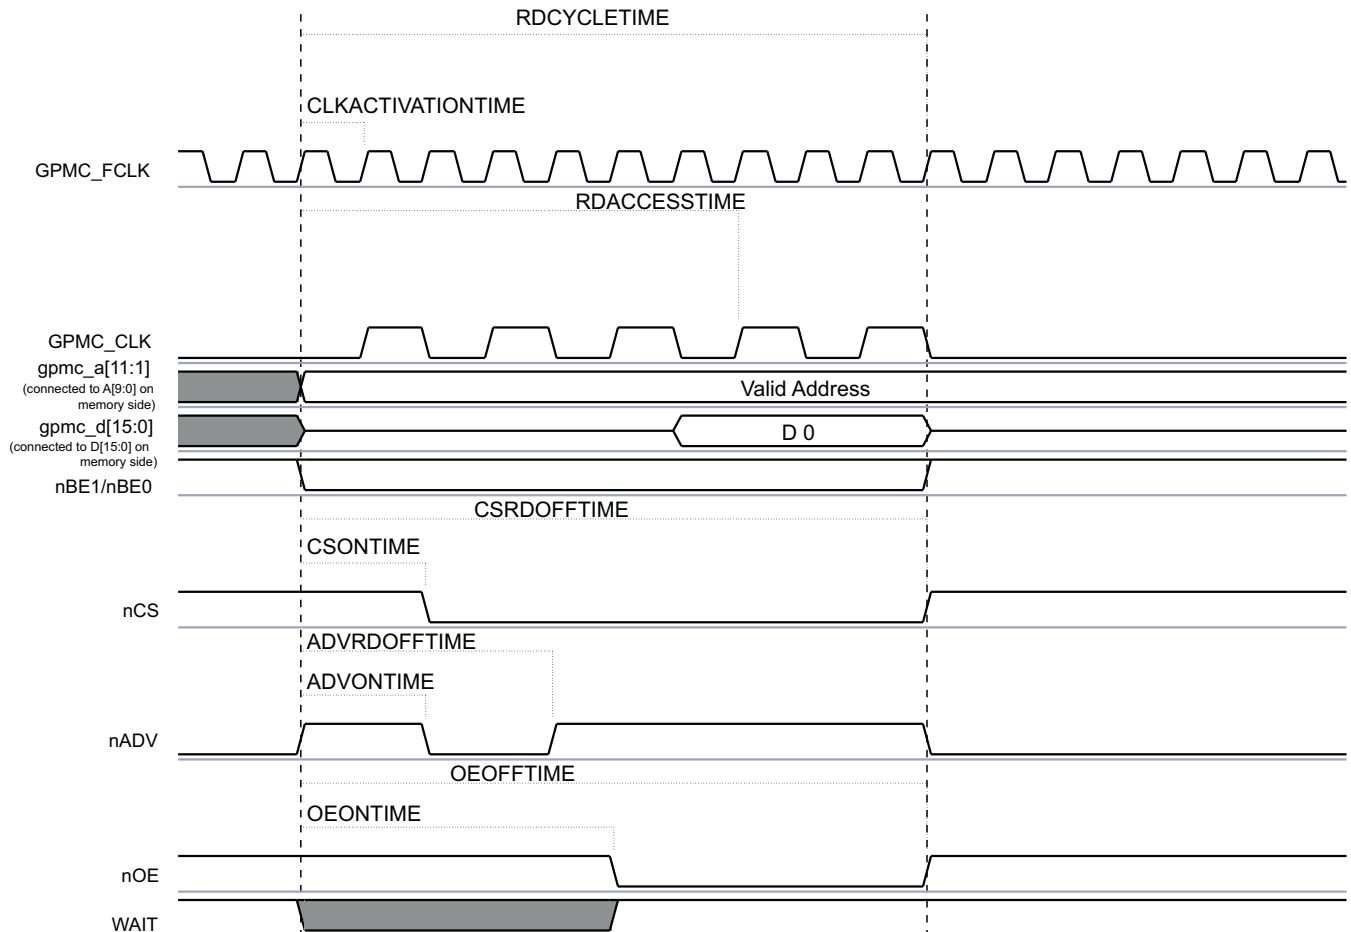 RDCYCLETIME
CLKACTIVATIONTIME
GPMC_FCLK
RDACCESSTIME
GPMC_CLK
gpmc_a[11:1]
(connected to A[9:0] on
memory side)
Valid Address
gpmc_d[15:0]
(connected to D[15:0] on
memory side)
D 0
nBE1/nBE0
CSRDOFFTIME
CSONTIME
nCS
ADVRDOFFTIME
ADVONTIME
nADV
OEOFFTIME
OEONTIME
nOE
WAIT